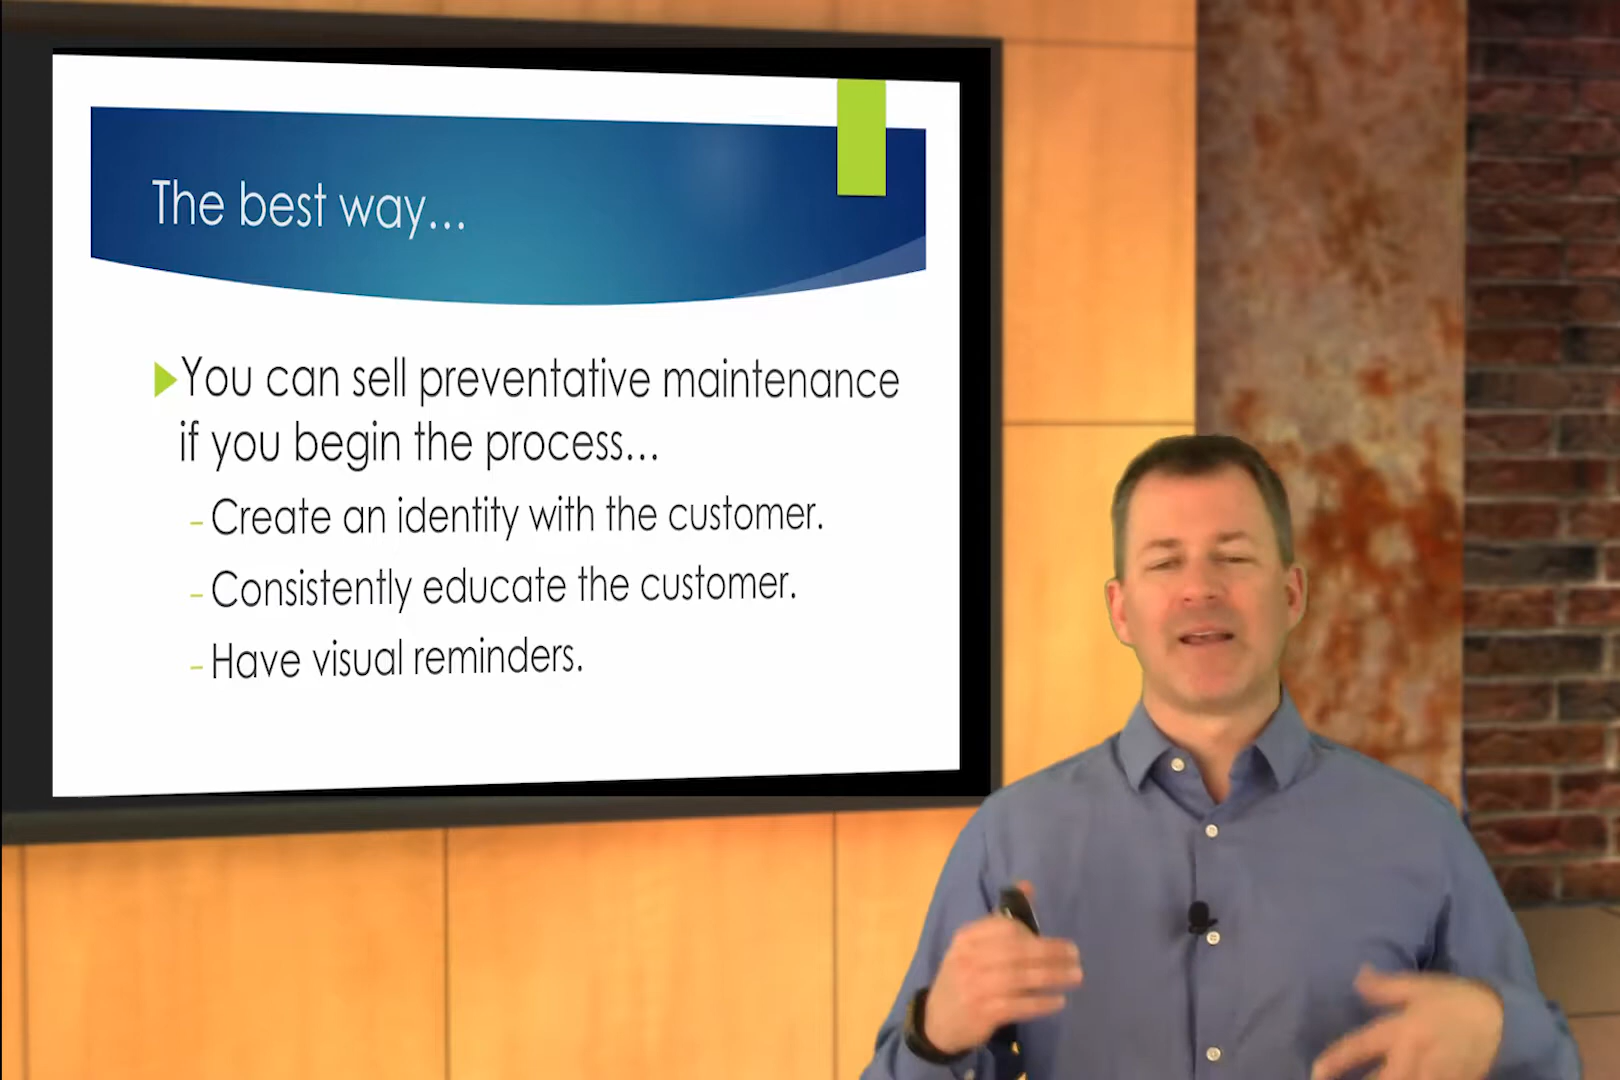 The best way...
You can sell preventative maintenance
if you begin the process...
– Create an identity with the customer.
– Consistently educate the customer.
– Have visual reminders.